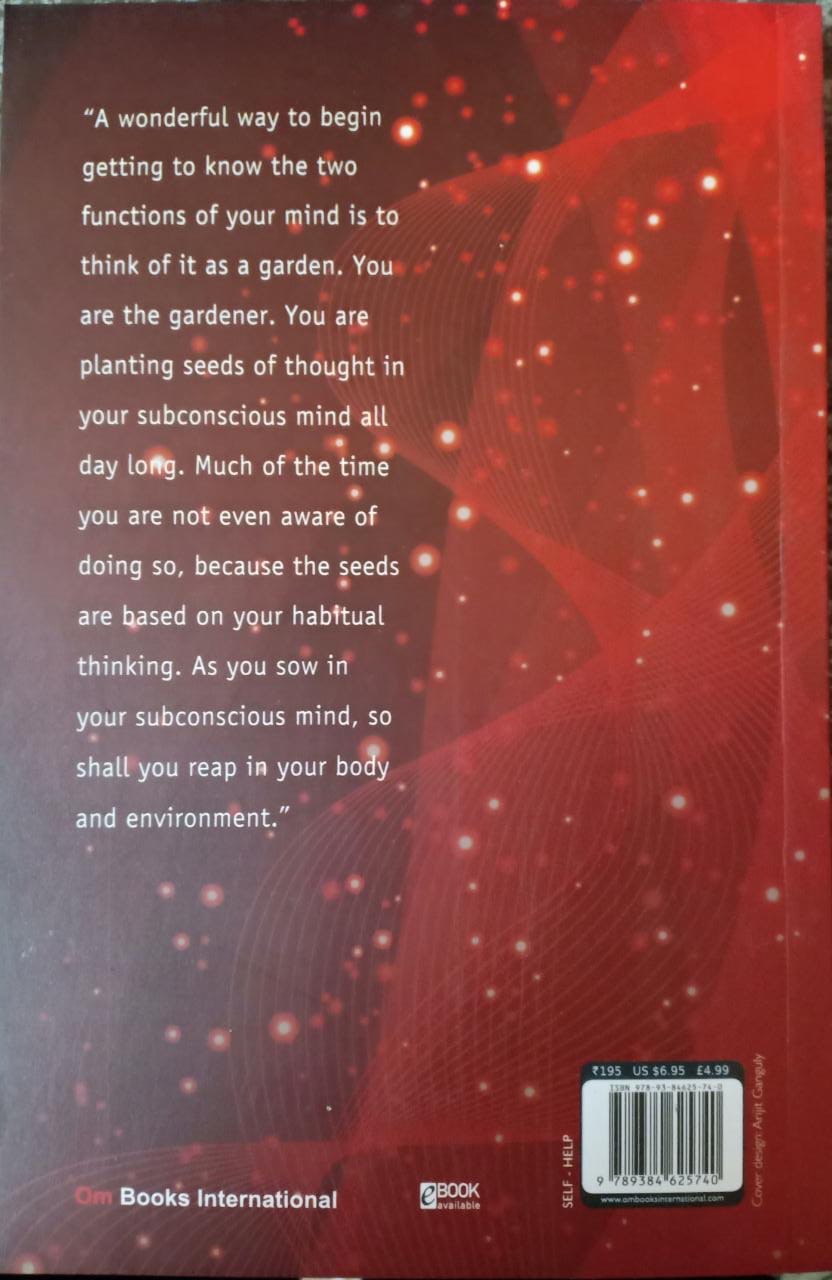 “A wonderful way to begin
getting to know the two
functions of your mind is to
think of it as a garden. You
are the gardener. You are
planting seeds of thought in
your subconscious mind all
day long. Much of the time
you are not even aware of
doing so, because the seeds
are based on your habitual
thinking. As you sow in
your subconscious mind, so
shall you reap in your body
and environment.”
₹195 US $6.95 £4.99
ISBN 978-93-84625-74-0
9 789384 625740
www.ombooksinternational.com
SELF - HELP
Cover design: Arijit Ganguly
Om Books International
eBOOK
available